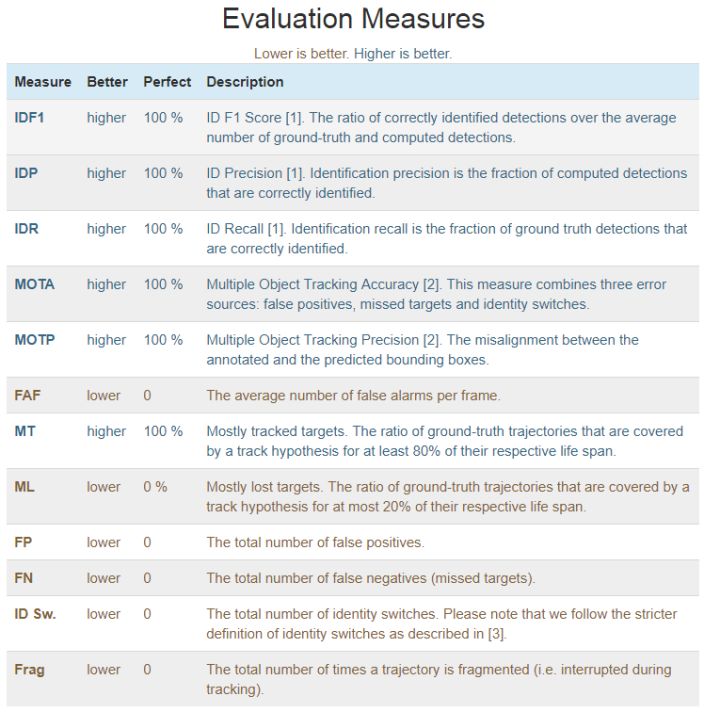 Evaluation Measures
Lower is better. Higher is better.
Measure Better Perfect Description
IDF1 higher 100 % ID F1 Score [1]. The ratio of correctly identified detections over the average
number of ground-truth and computed detections.
IDP higher 100 % ID Precision [1]. Identification precision is the fraction of computed detections
that are correctly identified.
IDR higher 100 % ID Recall [1]. Identification recall is the fraction of ground truth detections that
are correctly identified.
MOTA higher 100 % Multiple Object Tracking Accuracy [2]. This measure combines three error
sources: false positives, missed targets and identity switches.
MOTP higher 100 % Multiple Object Tracking Precision [2]. The misalignment between the
annotated and the predicted bounding boxes.
FAF lower 0 The average number of false alarms per frame.
MT higher 100 % Mostly tracked targets. The ratio of ground-truth trajectories that are covered
by a track hypothesis for at least 80% of their respective life span.
ML lower 0 % Mostly lost targets. The ratio of ground-truth trajectories that are covered by a
track hypothesis for at most 20% of their respective life span.
FP lower 0 The total number of false positives.
FN lower 0 The total number of false negatives (missed targets).
ID Sw. lower 0 The total number of identity switches. Please note that we follow the stricter
definition of identity switches as described in [3].
Frag lower 0 The total number of times a trajectory is fragmented (i.e. interrupted during
tracking).